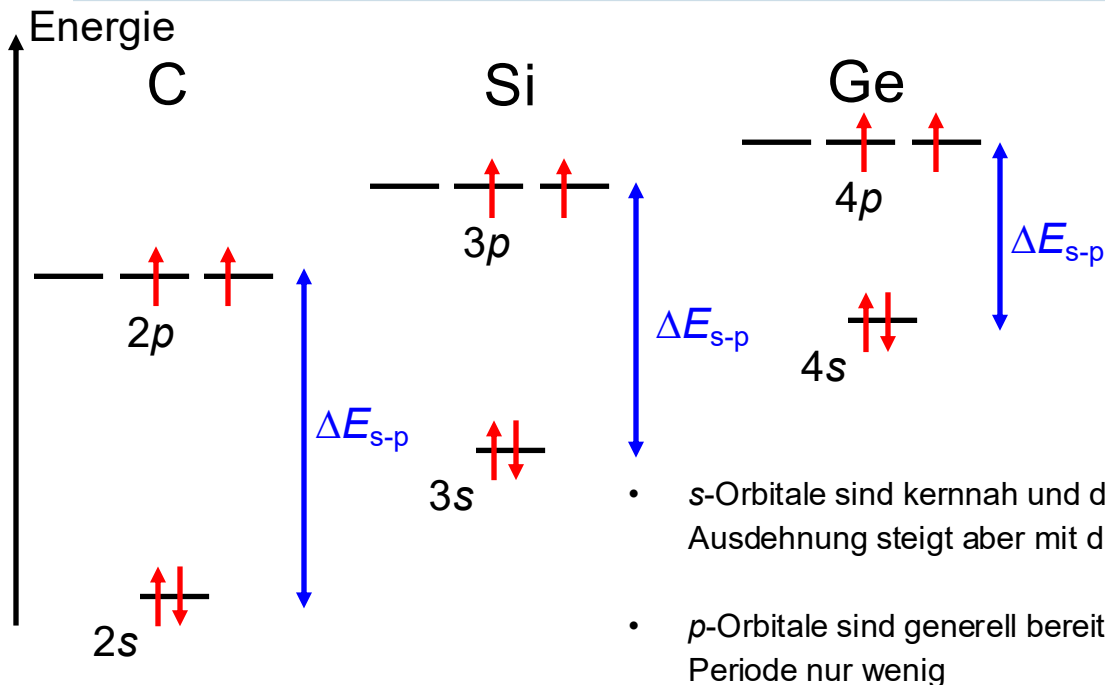 Energie
C
Si
Ge
4p
3p
ΔEs-p
2p
ΔEs-p
4s
ΔEs-p
3s
• s-Orbitale sind kernnah und d
Ausdehnung steigt aber mit d
2s
• p-Orbitale sind generell bereit
Periode nur wenig